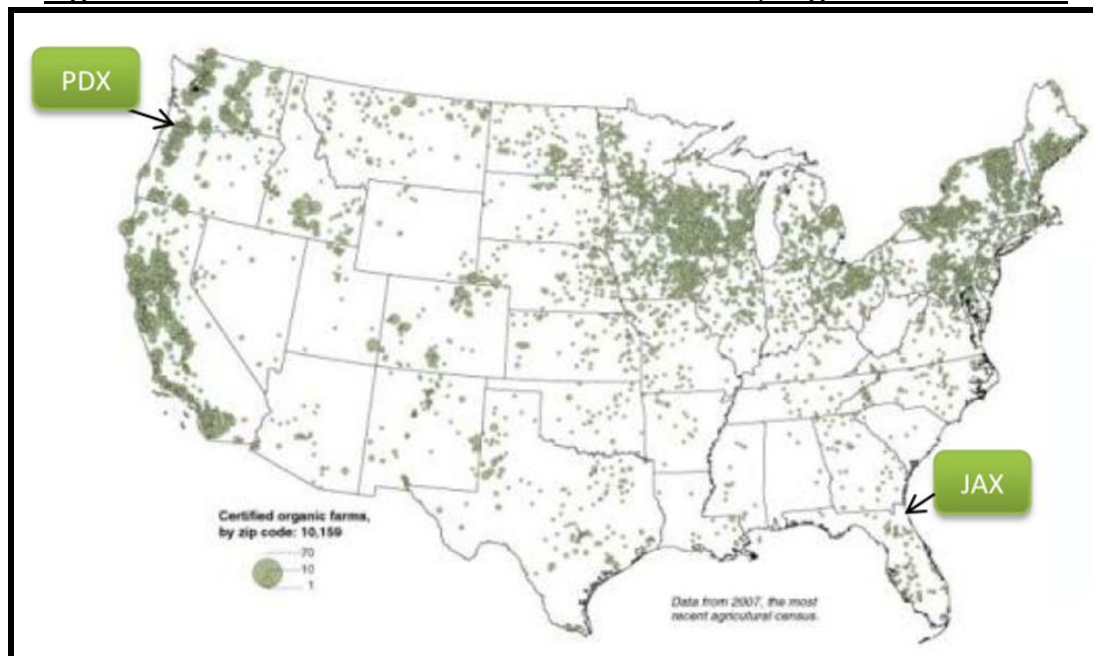 PDX
JAX
Certified organic farms,
by zip code: 10,159
70
10
1
Data from 2007, the most
recent agricutural census.